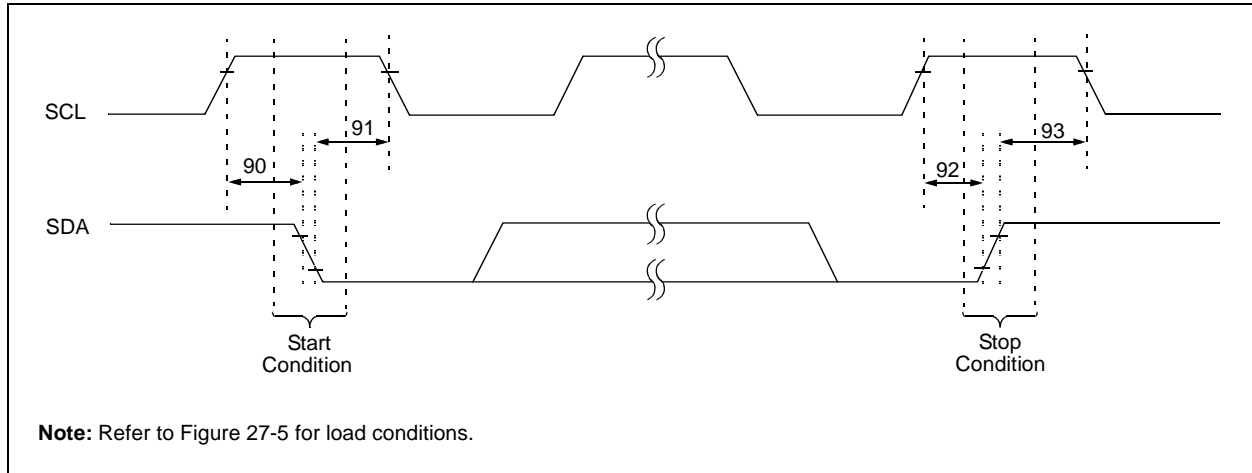 SCL
91
93
90
92
SDA
Start
Condition
Stop
Condition
Note: Refer to Figure 27-5 for load conditions.